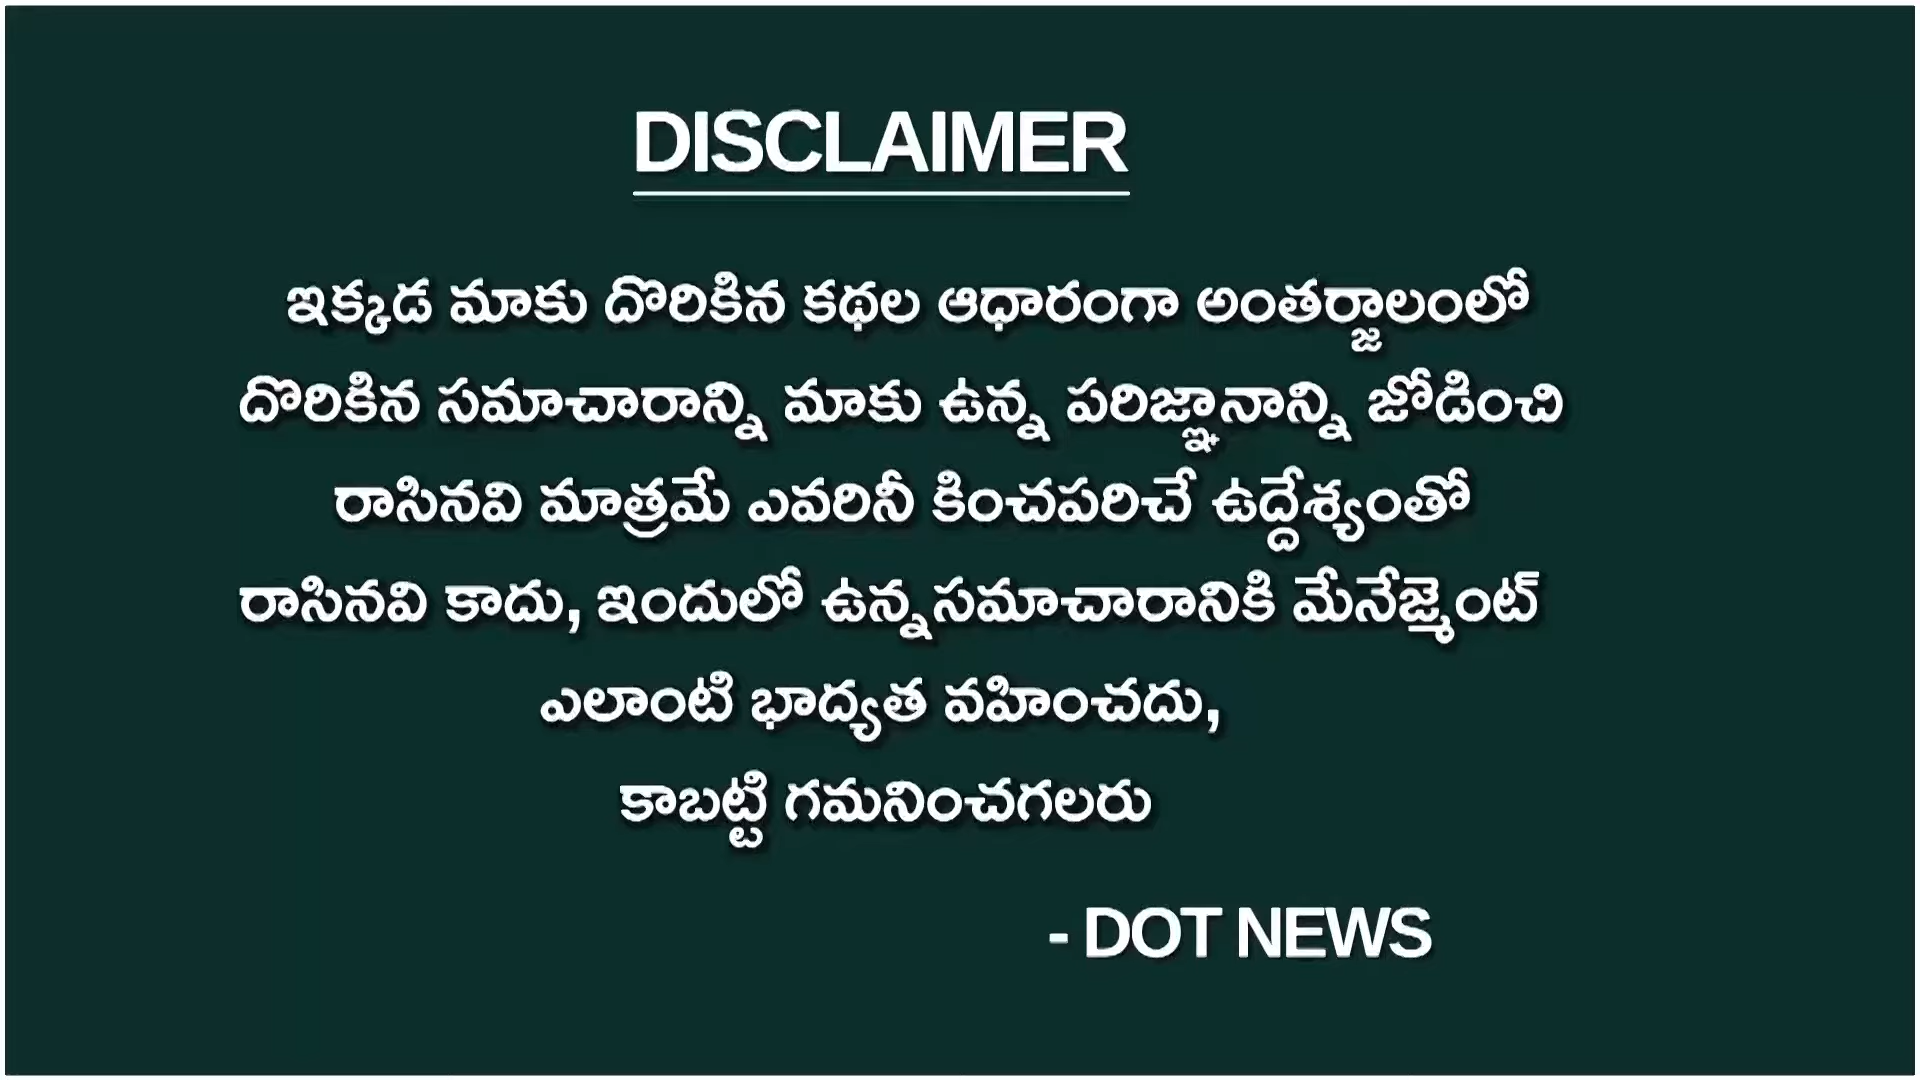 DISCLAIMER
ఇక్కడ మాకు దొరికిన కథల ఆధారంగా అంతర్జాలంలో
దొరికిన సమాచారాన్ని మాకు ఉన్న పరిజ్ఞానాన్ని జోడించి
రాసినవి మాత్రమే ఎవరినీ కించపరిచే ఉద్దేశ్యంతో
రాసినవి కాదు, ఇందులో ఉన్నసమాచారానికి మేనేజ్మెంట్
ఎలాంటి భాద్యత వహించదు,
కాబట్టి గమనించగలరు
- DOT NEWS